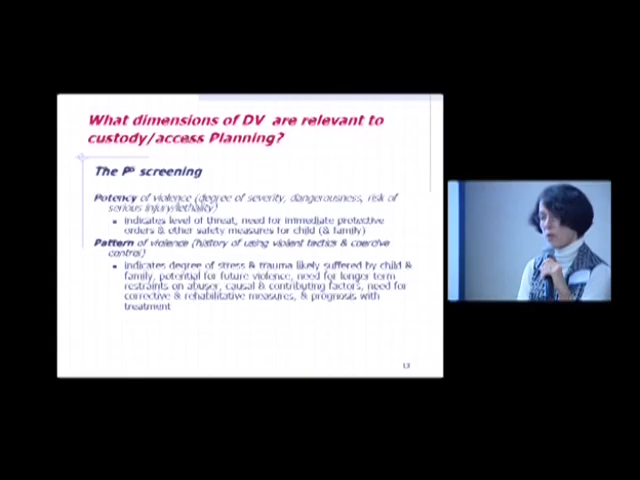 What dimensions of DV are relevant to
custody/access Planning?
The P⁵ screening
Potency of violence (degree of severity, dangerousness, risk of
serious injury/lethality)
indicates level of threat, need for immediate protective
orders & other safety measures for child (& family)
Pattern of violence (history of using violent tactics & coercive
control)
indicates degree of stress & trauma likely suffered by child &
family, potential for future violence, need for longer term
restraints on abuser, causal & contributing factors, need for
corrective & rehabilitative measures, & prognosis with
treatment